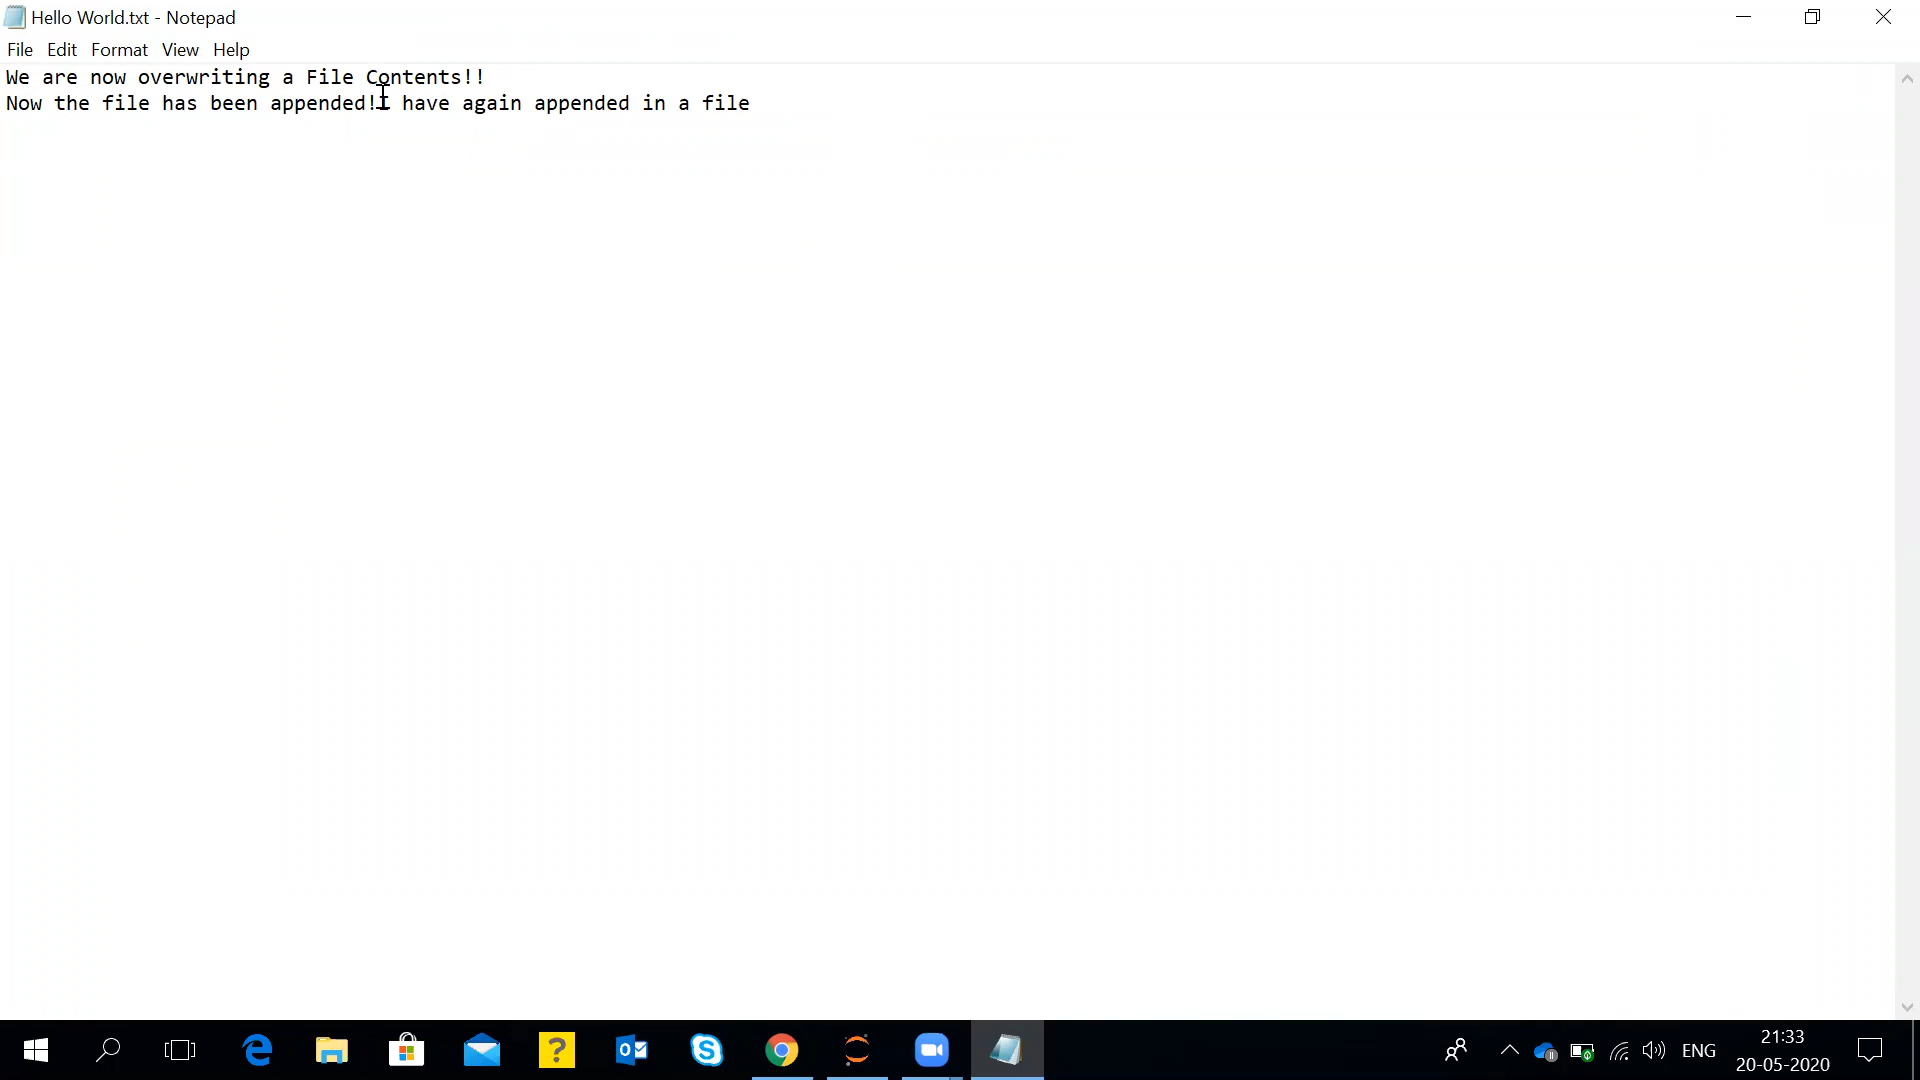 Hello World.txt - Notepad
File Edit Format View Help
We are now overwriting a File Contents!!
Now the file has been appended!I have again appended in a file
ENG
21:33
20-05-2020